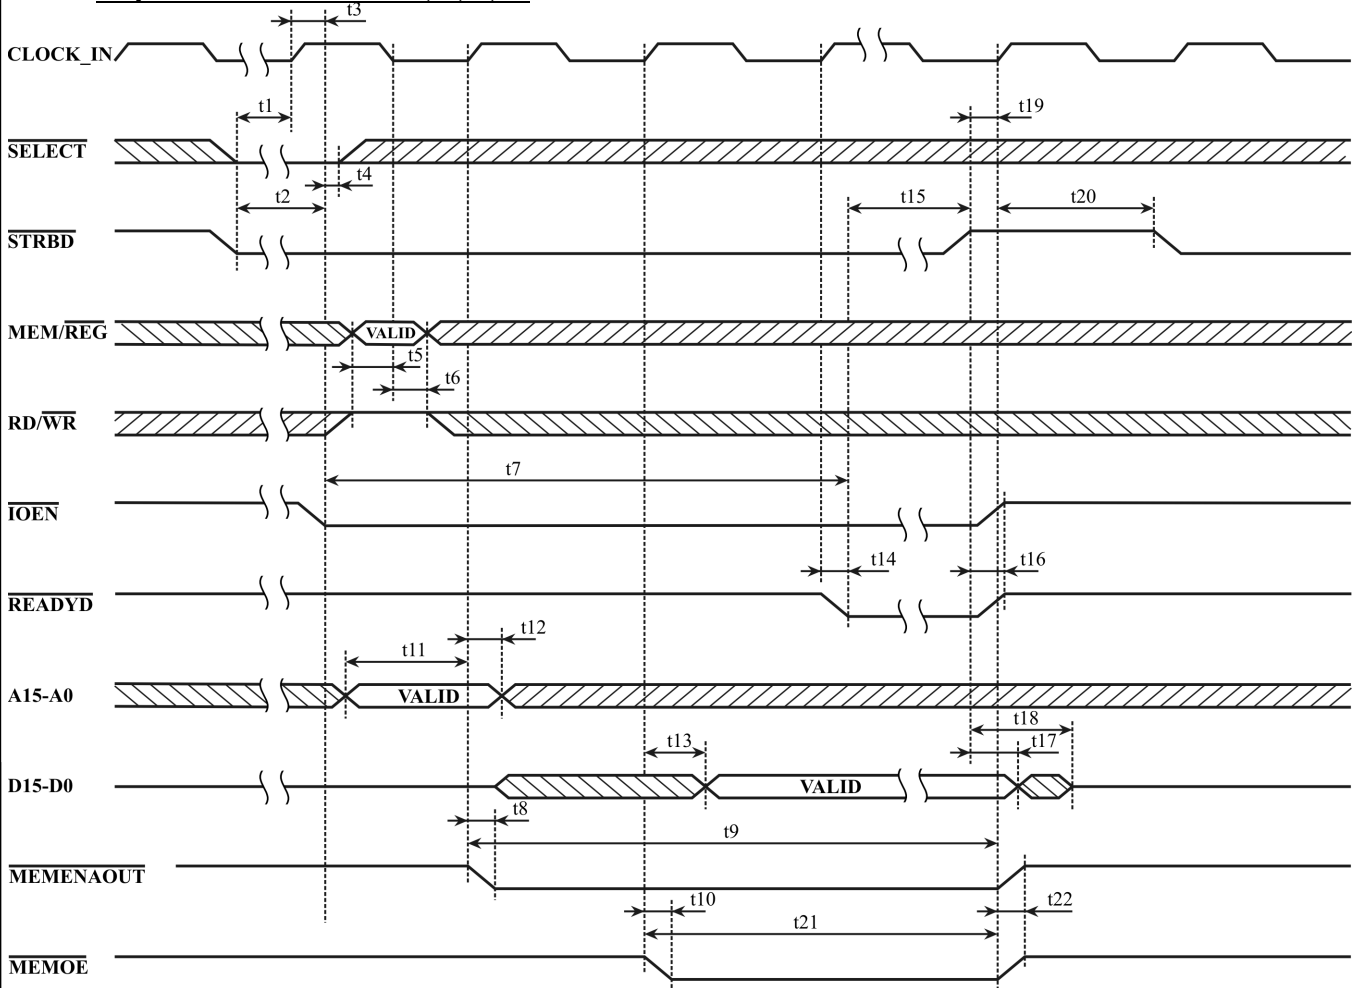 t3
CLOCK_IN
t1
t19
SELECT
t4
t2
t15
t20
STRBD
MEM/REG
VALID
t5
t6
RD/WR
t7
IOEN
t14
t16
READYD
t12
t11
A15-A0
VALID
t18
t13
t17
D15-D0
VALID
t8
t9
MEMENAOUT
t10
t22
t21
MEMOE